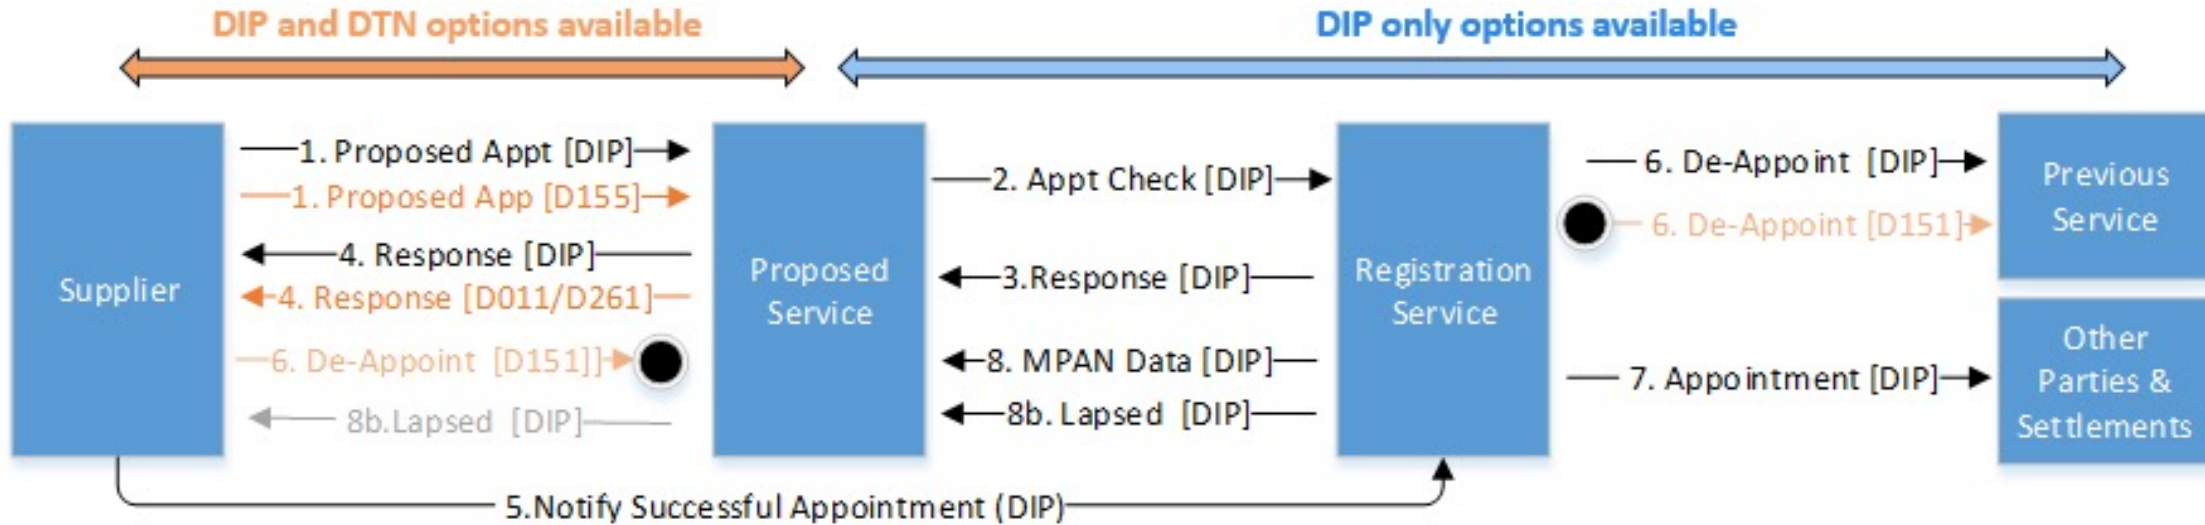 DIP and DTN options available
DIP only options available
Supplier
1. Proposed Appt [DIP]
1. Proposed App [D155]
4. Response [DIP]
4. Response [D011/D261]
6. De-Appoint [D151]]
8b.Lapsed [DIP]
Proposed
Service
2. Appt Check [DIP]
3.Response [DIP]
8. MPAN Data [DIP]
8b. Lapsed [DIP]
Registration
Service
6. De-Appoint [DIP]
6. De-Appoint [D151]
7. Appointment [DIP]
Previous
Service
Other
Parties &
Settlements
5.Notify Successful Appointment (DIP)